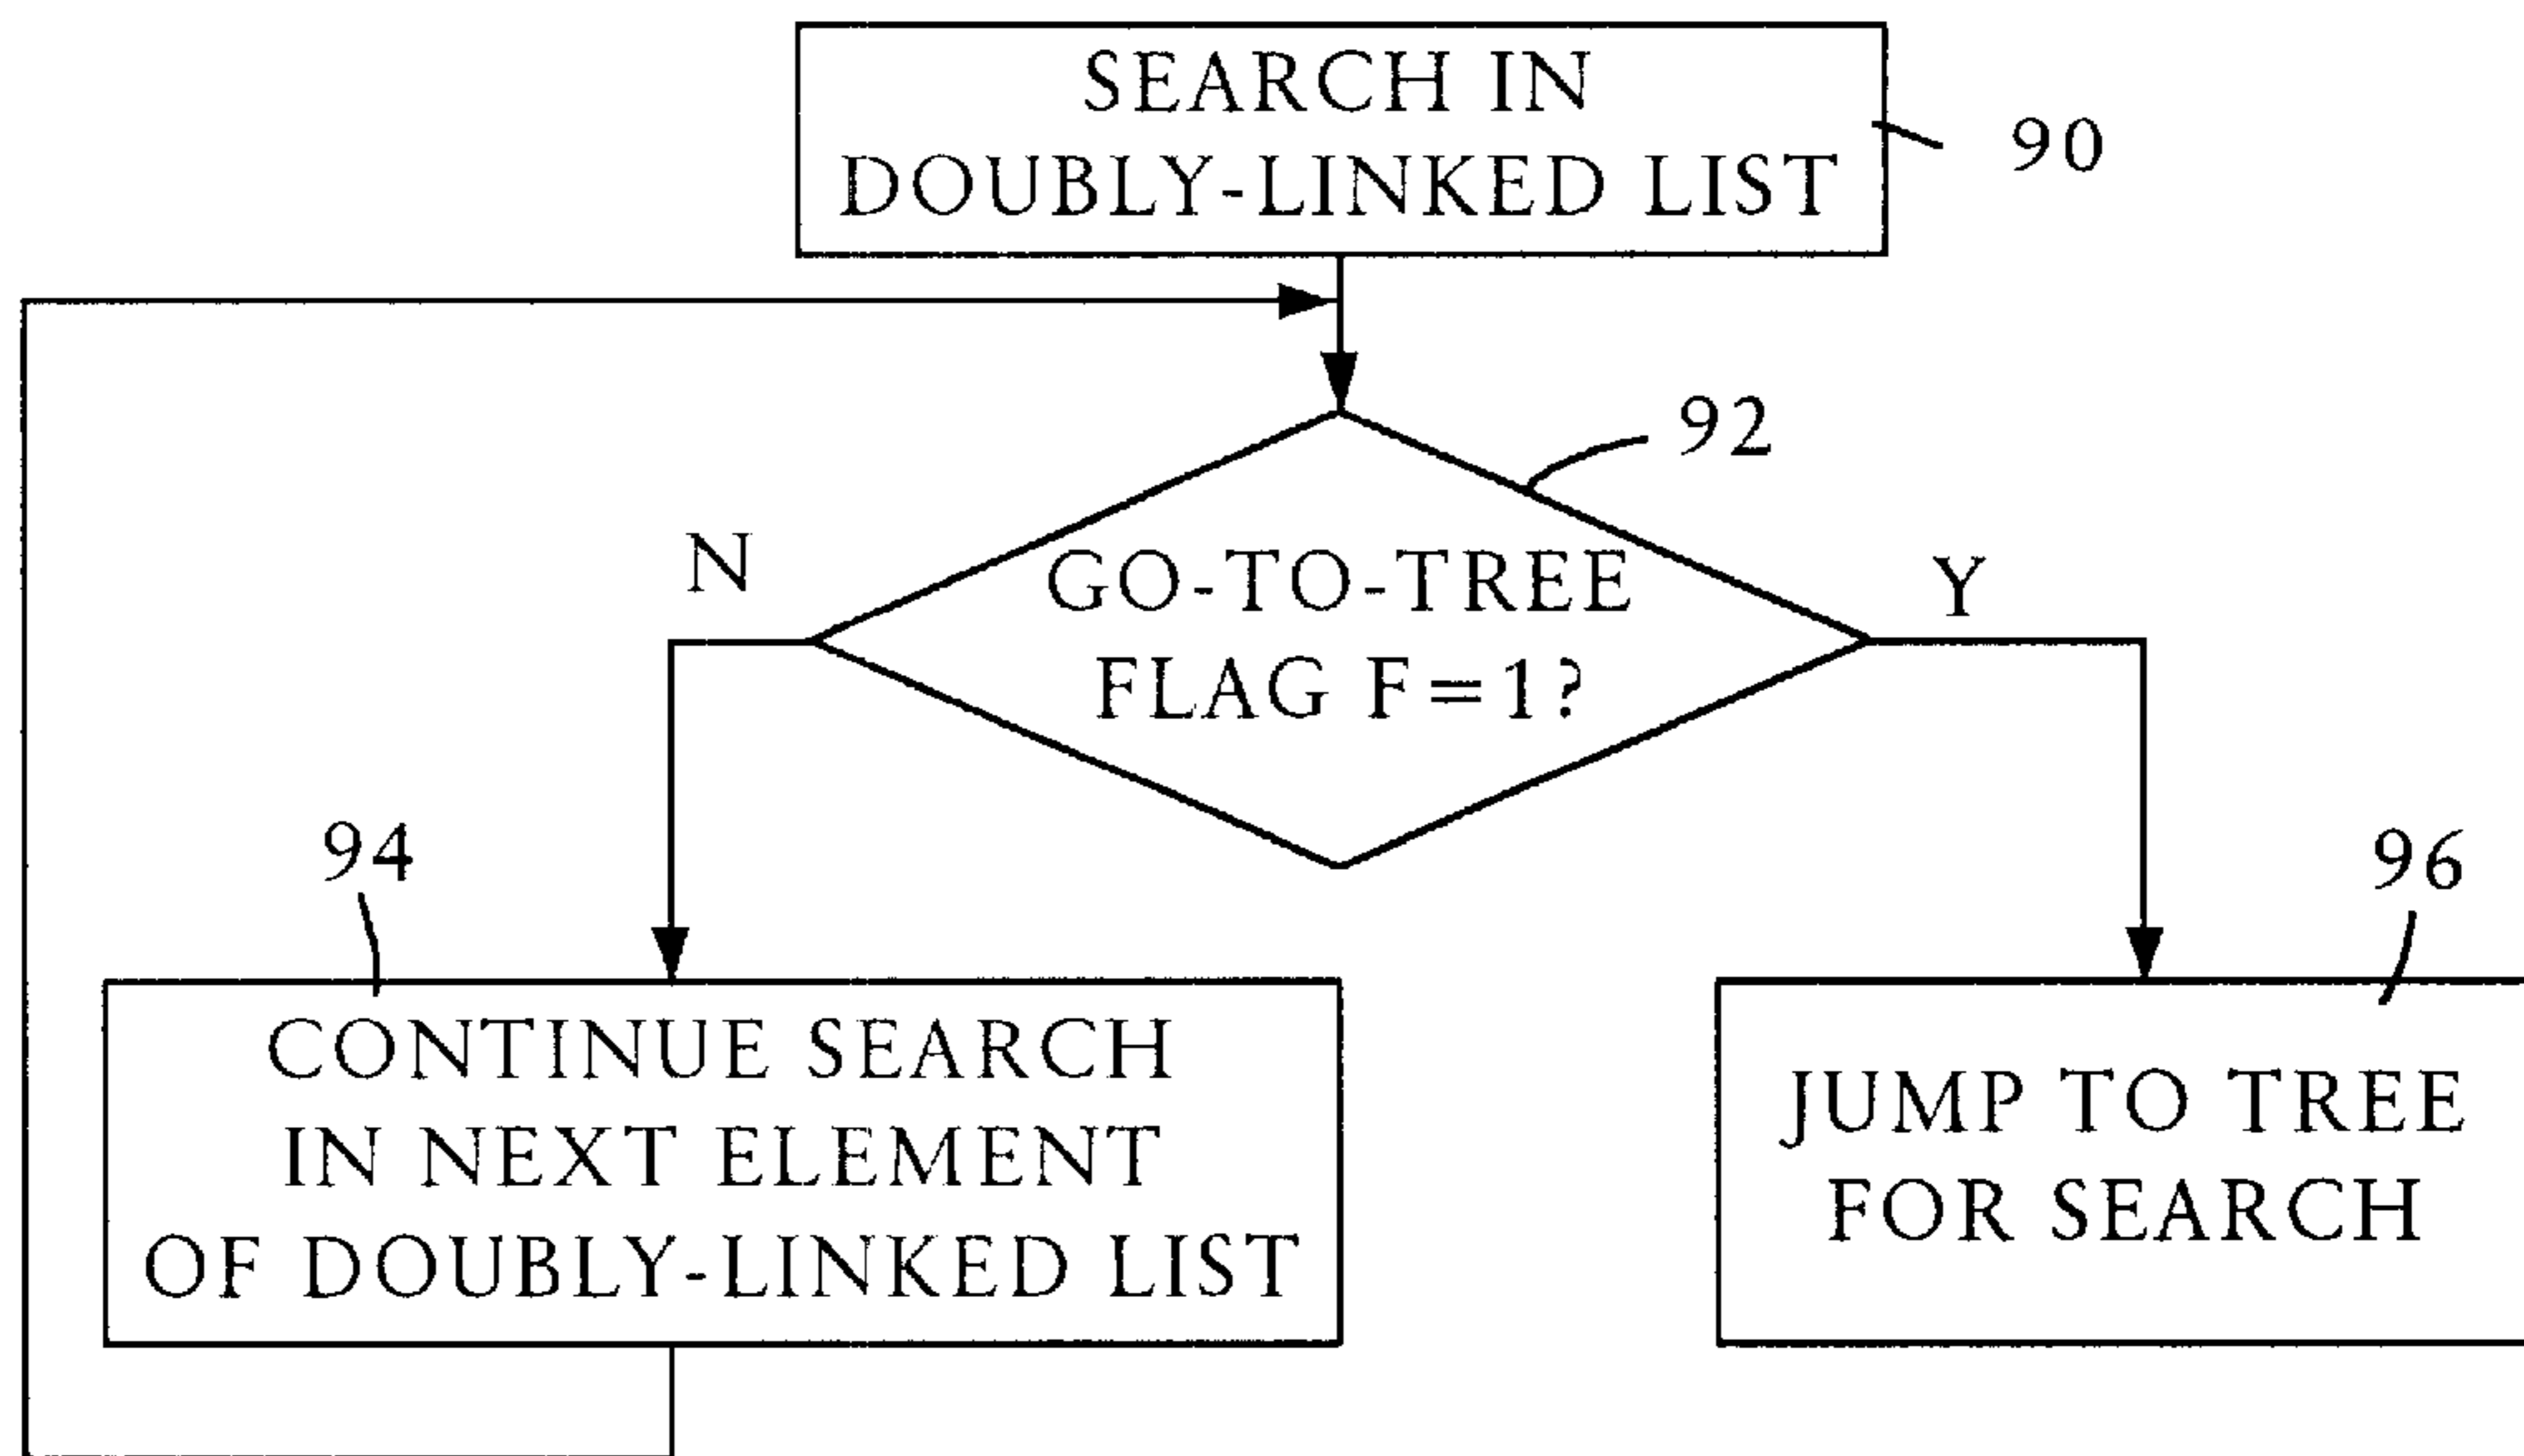 SEARCH IN
DOUBLY-LINKED LIST
90
92
N
GO-TO-TREE
FLAG F=1?
Y
94
CONTINUE SEARCH
IN NEXT ELEMENT
OF DOUBLY-LINKED LIST
96
JUMP TO TREE
FOR SEARCH